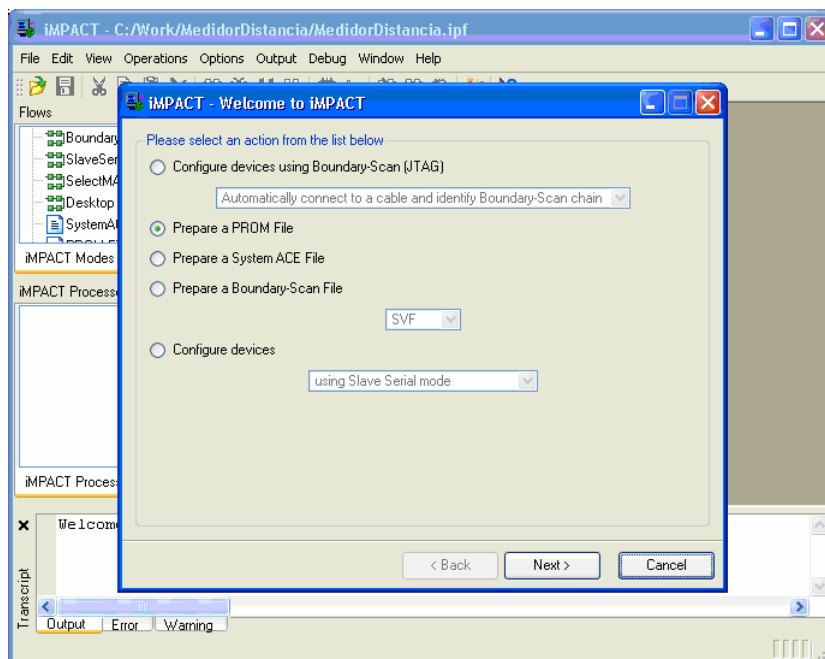 iMPACT - C:/Work/MedidorDistancia/MedidorDistancia.ipf
File Edit View Operations Options Output Debug Window Help
iMPACT - Welcome to iMPACT
Flows
Boundary
SlaveSer
SelectMA
Desktop
SystemA
iMPACT Modes
iMPACT Process
iMPACT Process
Please select an action from the list below
Configure devices using Boundary-Scan (JTAG)
Automatically connect to a cable and identify Boundary-Scan chain
Prepare a PROM File
Prepare a System ACE File
Prepare a Boundary-Scan File
SVF
Configure devices
using Slave Serial mode
< Back Next > Cancel
Welcom
Transcript
Output Error Warning